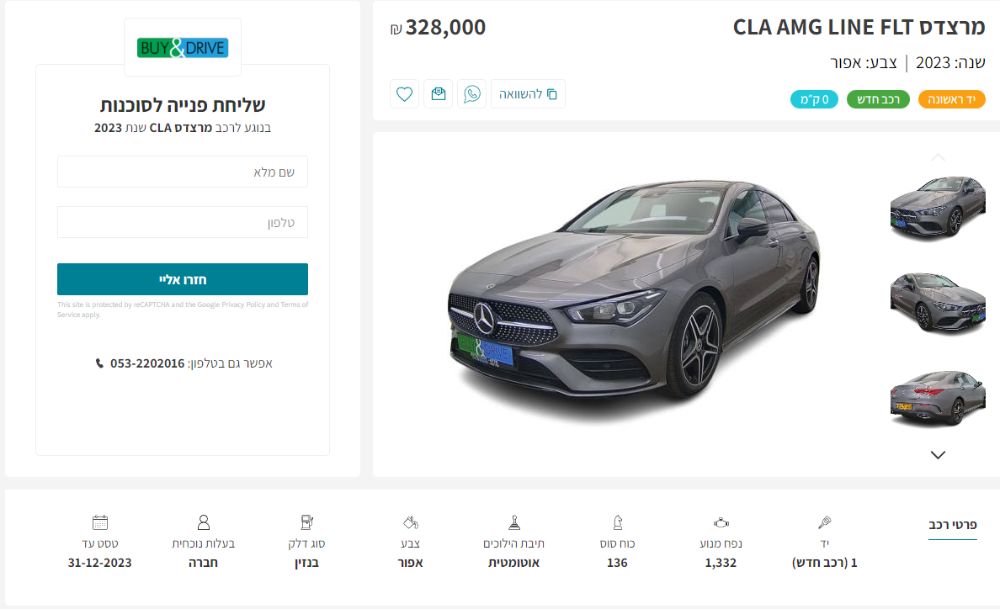 מרצדס CLA AMG LINE FLT
328,000 ₪
שנה: 2023 | צבע: אפור
יד ראשונה
רכב חדש
0 ק״מ
להשוואה
BUY&DRIVE
שליחת פנייה לסוכנות
בנוגע לרכב מרצדס CLA שנת 2023
שם מלא
טלפון
חזרו אליי
This site is protected by reCAPTCHA and the Google Privacy Policy and Terms of
Service apply.
אפשר גם בטלפון: 053-2202016
BUY&DRIVE
פרטי רכב
יד
1 (רכב חדש)
נפח מנוע
1,332
כוח סוס
136
תיבת הילוכים
אוטומטית
צבע
אפור
סוג דלק
בנזין
בעלות נוכחית
חברה
טסט עד
31-12-2023